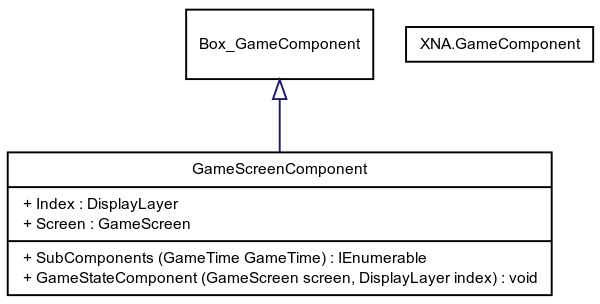 Box_GameComponent
XNA.GameComponent
GameScreenComponent
+ Index : DisplayLayer
+ Screen : GameScreen
+ SubComponents (GameTime GameTime) : IEnumerable
+ GameStateComponent (GameScreen screen, DisplayLayer index) : void